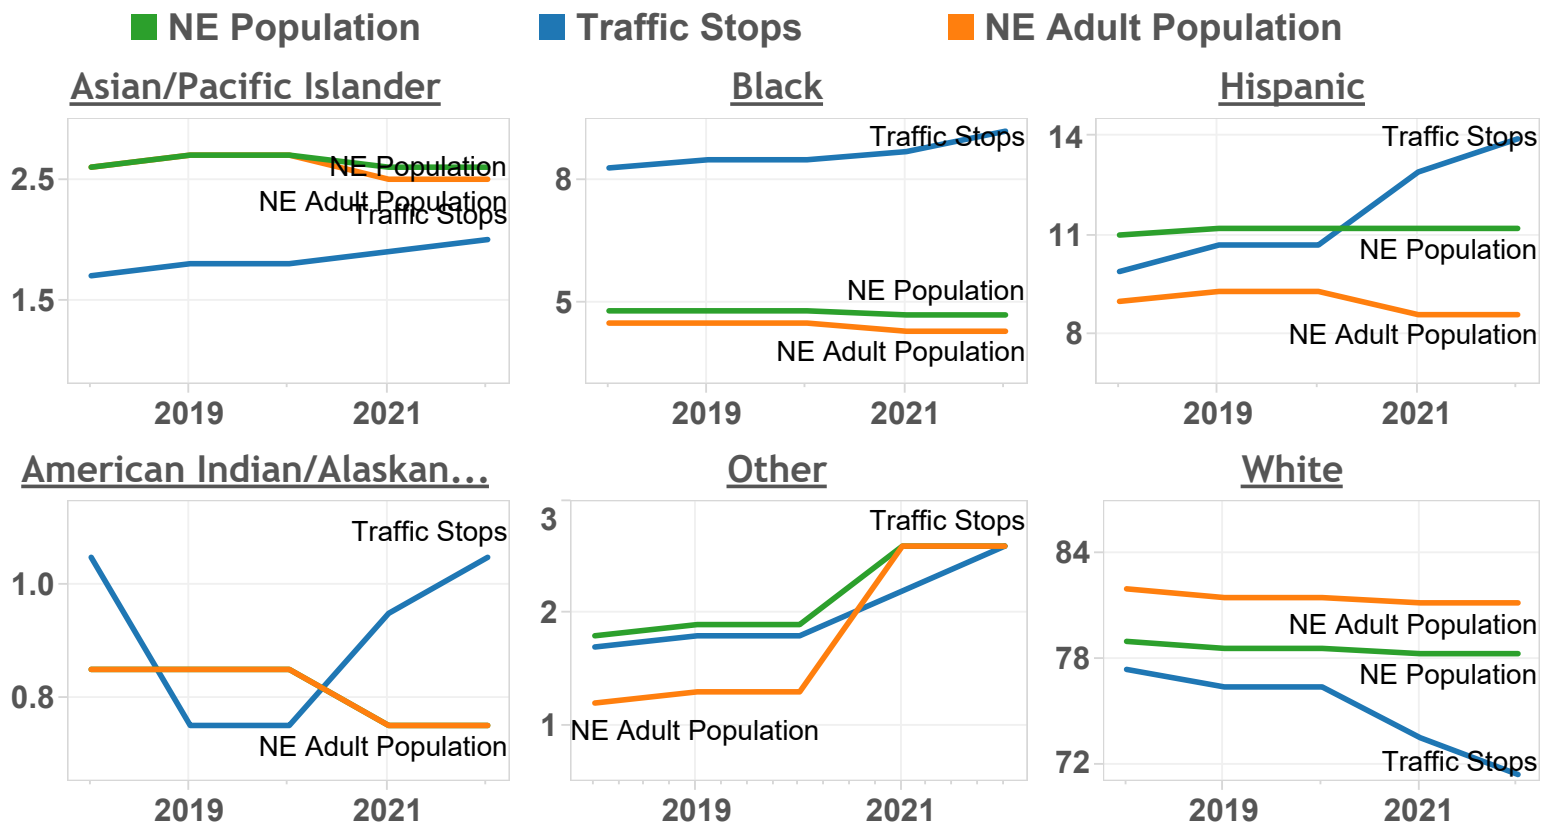 NE Population Traffic Stops NE Adult Population
Asian/Pacific Islander Black Hispanic
2.5
1.5
NE Population
NE Adult Population
Traffic Stops
2019 2021
8
5
Traffic Stops
NE Population
NE Adult Population
2019 2021
14
11
8
Traffic Stops
NE Population
NE Adult Population
2019 2021
American Indian/Alaskan... Other White
1.0
0.8
Traffic Stops
NE Adult Population
2019 2021
3
2
1
Traffic Stops
NE Adult Population
2019 2021
84
78
72
NE Adult Population
NE Population
Traffic Stops
2019 2021